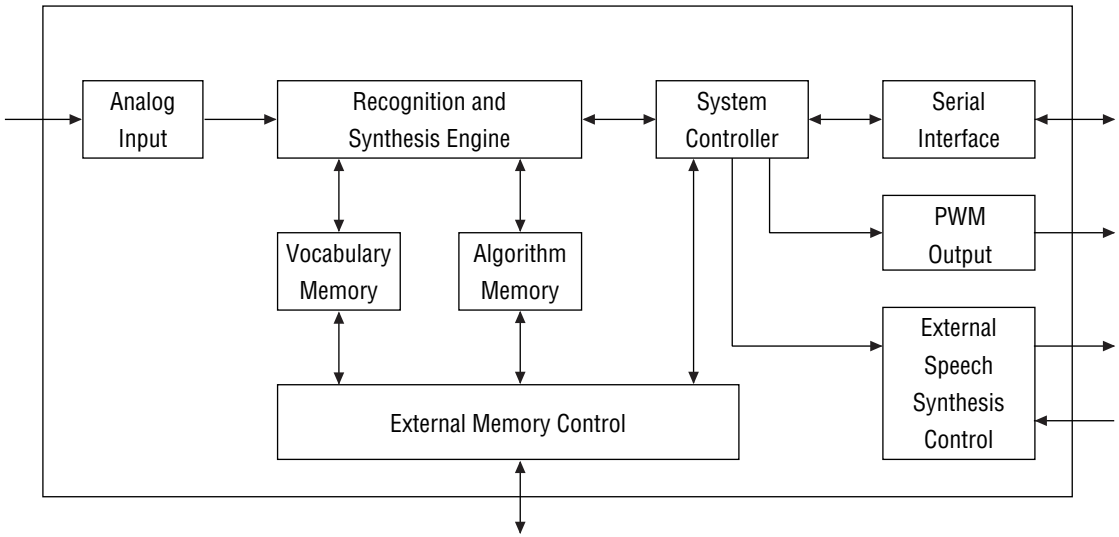 Analog
Input
Recognition and
Synthesis Engine
System
Controller
Serial
Interface
Vocabulary
Memory
Algorithm
Memory
PWM
Output
External
Speech
Synthesis
Control
External Memory Control